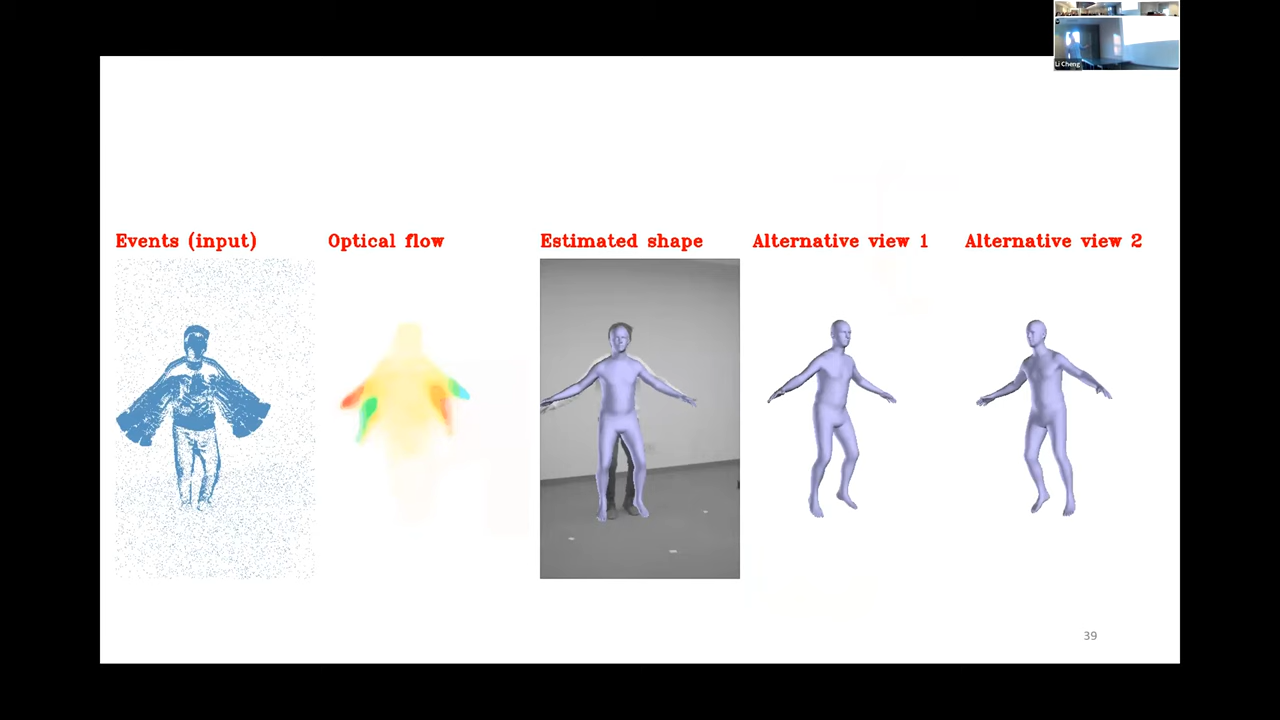 Li Cheng
Events (input)
Optical flow
Estimated shape
Alternative view 1
Alternative view 2
39